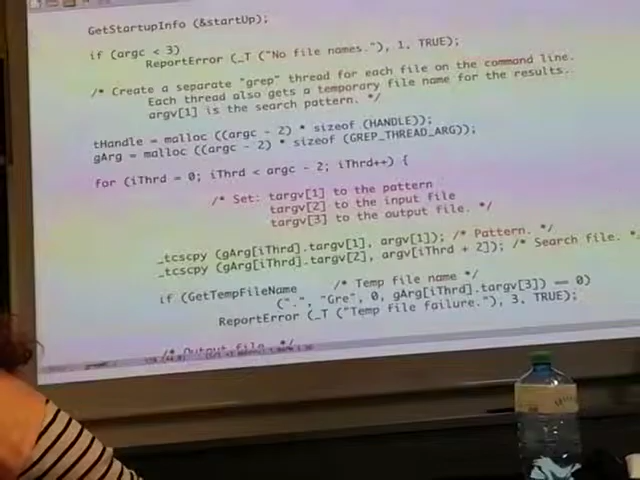 GetStartupInfo (&startUp);
if (argc < 3)
ReportError (_T ("No file names."), 1, TRUE);
/* Create a separate "grep" thread for each file on the command line.
Each thread also gets a temporary file name for the results..
argv[1] is the search pattern. */
tHandle = malloc ((argc - 2) * sizeof (HANDLE));
gArg = malloc ((argc - 2) * sizeof (GREP_THREAD_ARG));
for (iThrd = 0; iThrd < argc - 2; iThrd++) {
/* Set: targv[1] to the pattern
targv[2] to the input file
targv[3] to the output file. */
_tcscpy (gArg[iThrd].targv[1], argv[1]); /* Pattern. */
_tcscpy (gArg[iThrd].targv[2], argv[iThrd + 2]); /* Search file. *
if (GetTempFileName /* Temp file name */
(".", "Gre", 0, gArg[iThrd].targv[3]) == 0)
ReportError (_T ("Temp file failure."), 3, TRUE);
/* Output file. */